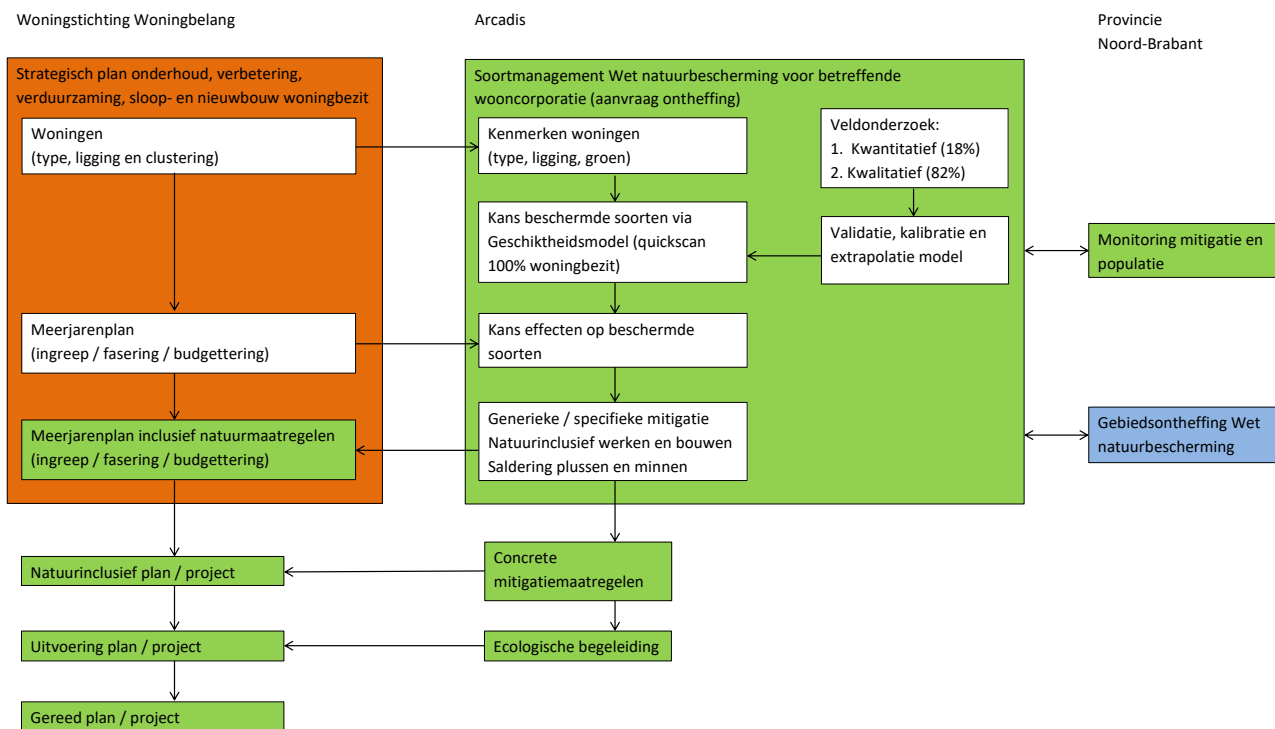 Woningstichting Woningbelang
Arcadis
Provincie
Noord-Brabant
Strategisch plan onderhoud, verbetering,
verduurzaming, sloop- en nieuwbouw woningbezit
Woningen
(type, ligging en clustering)
Meerjarenplan
(ingreep / fasering / budgettering)
Meerjarenplan inclusief natuurmaatregelen
(ingreep / fasering / budgettering)
Natuurinclusief plan / project
Uitvoering plan / project
Gereed plan / project
Soortmanagement Wet natuurbescherming voor betreffende
wooncorporatie (aanvraag ontheffing)
Kenmerken woningen
(type, ligging, groen)
Veldonderzoek:
1. Kwantitatief (18%)
2. Kwalitatief (82%)
Kans beschermde soorten via
Geschiktheidsmodel (quickscan
100% woningbezit)
Validatie, kalibratie en
extrapolatie model
Kans effecten op beschermde
soorten
Generieke / specifieke mitigatie
Natuurinclusief werken en bouwen
Saldering plussen en minnen
Concrete
mitigatiemaatregelen
Ecologische begeleiding
Monitoring mitigatie en
populatie
Gebiedsontheffing Wet
natuurbescherming